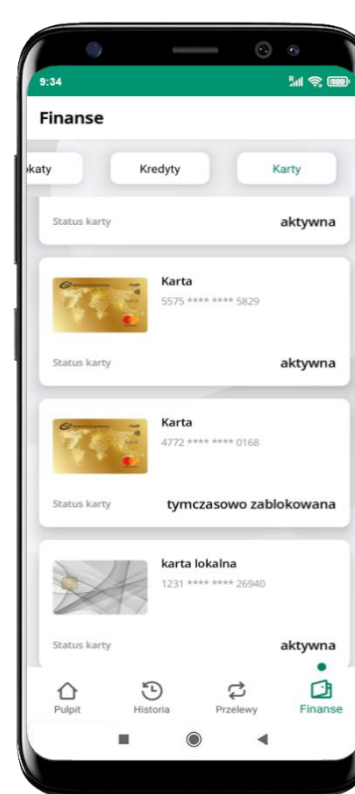 9:34
Finanse
okaty Kredyty Karty
Status karty aktywna
Karta
5575 **** **** 5829
Status karty aktywna
Karta
4772 **** **** 0168
Status karty tymczasowo zablokowana
karta lokalna
1231 **** **** 26940
Status karty aktywna
Pulpit Historia Przelewy Finanse